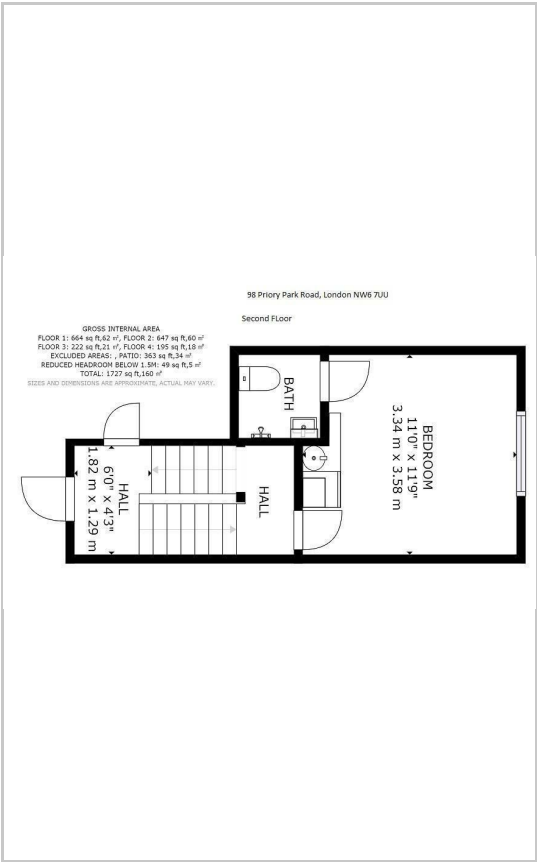 98 Priory Park Road, London NW6 7UU
Second FLoor
GROSS INTERNAL AREA
FLOOR 1: 664 sq ft,62 m², FLOOR 2: 647 sq ft,60 m²
FLOOR 3: 222 sq ft,21 m², FLOOR 4: 195 sq ft,18 m²
EXCLUDED AREAS: , PATIO: 363 sq ft,34 m²
REDUCED HEADROOM BELOW 1.5M: 49 sq ft,5 m²
TOTAL: 1727 sq ft,160 m²
SIZES AND DIMENSIONS ARE APPROXIMATE, ACTUAL MAY VARY.
BATH
BEDROOM
11'0" x 11'9"
3.34 m x 3.58 m
HALL
HALL
6'0" x 4'3"
1.82 m x 1.29 m